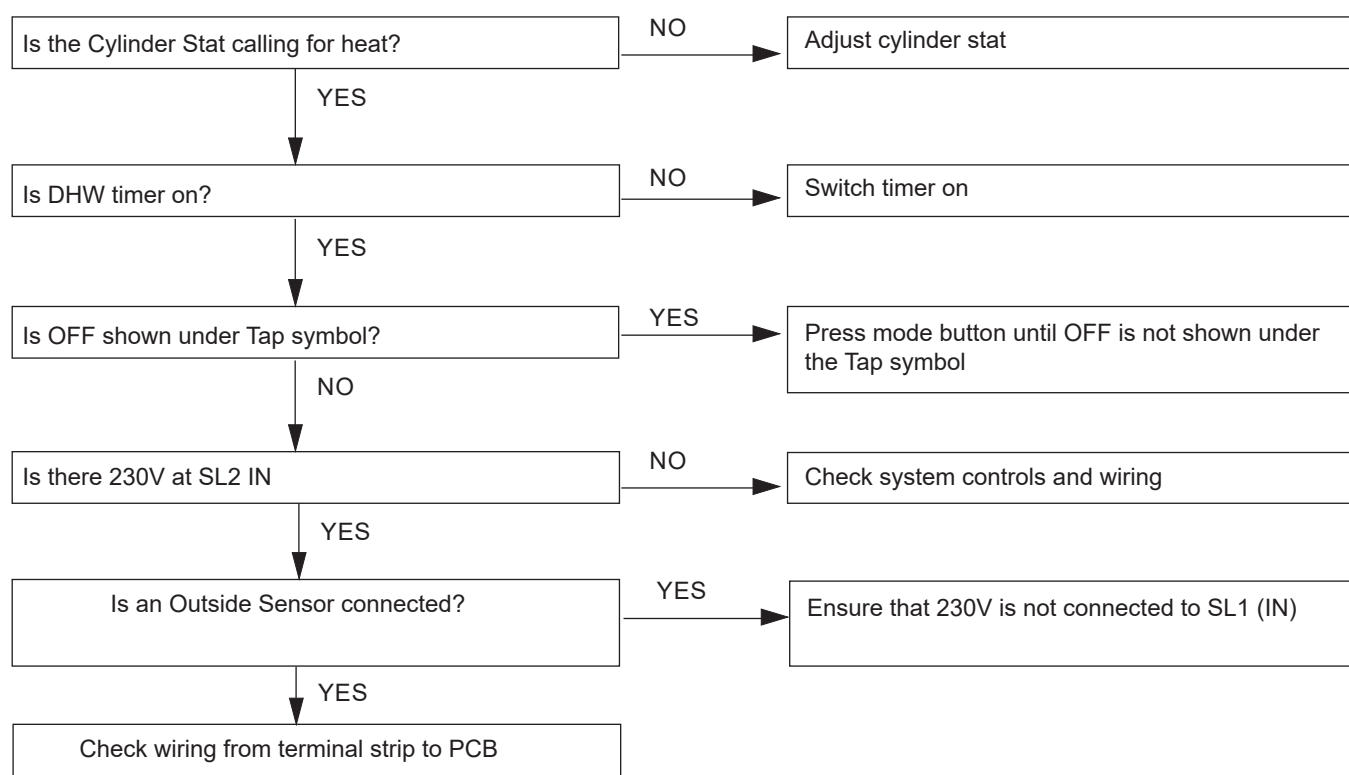 Is the Cylinder Stat calling for heat?
NO
Adjust cylinder stat
YES
Is DHW timer on?
NO
Switch timer on
YES
Is OFF shown under Tap symbol?
YES
Press mode button until OFF is not shown under
the Tap symbol
NO
Is there 230V at SL2 IN
NO
Check system controls and wiring
YES
Is an Outside Sensor connected?
YES
Ensure that 230V is not connected to SL1 (IN)
YES
Check wiring from terminal strip to PCB